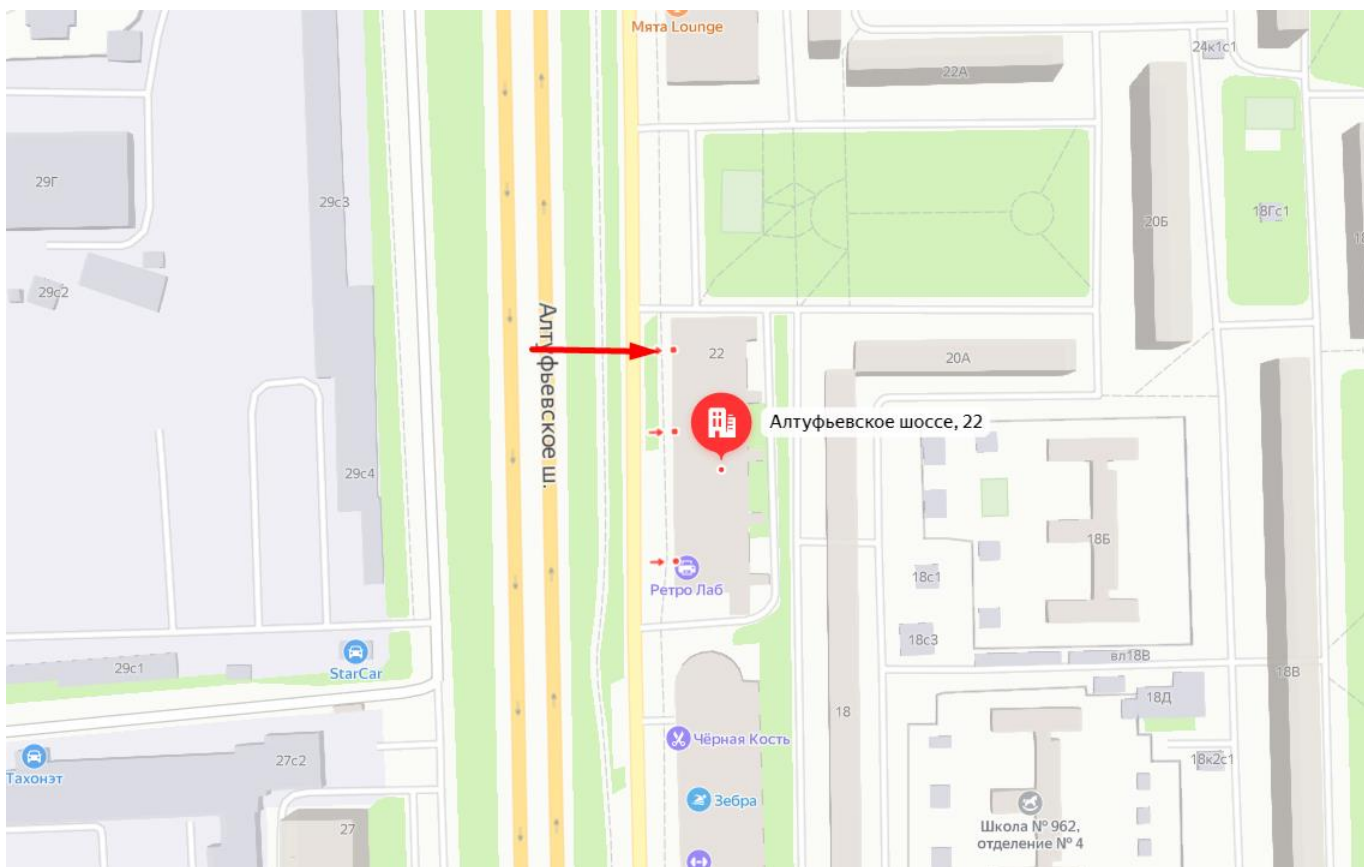 Мята Lounge
24к1с1
22А
29Г
29с3
20Б
18Гс1
29с2
Алтуфьевское ш.
22
20А
Алтуфьевское шоссе, 22
29с4
18Б
Ретро Лаб
18с1
18с3
29с1
StarCar
вл18В
18В
18Д
18
Чёрная Кость
18к2с1
27с2
Тахонэт
Зебра
27
Школа № 962,
отделение № 4